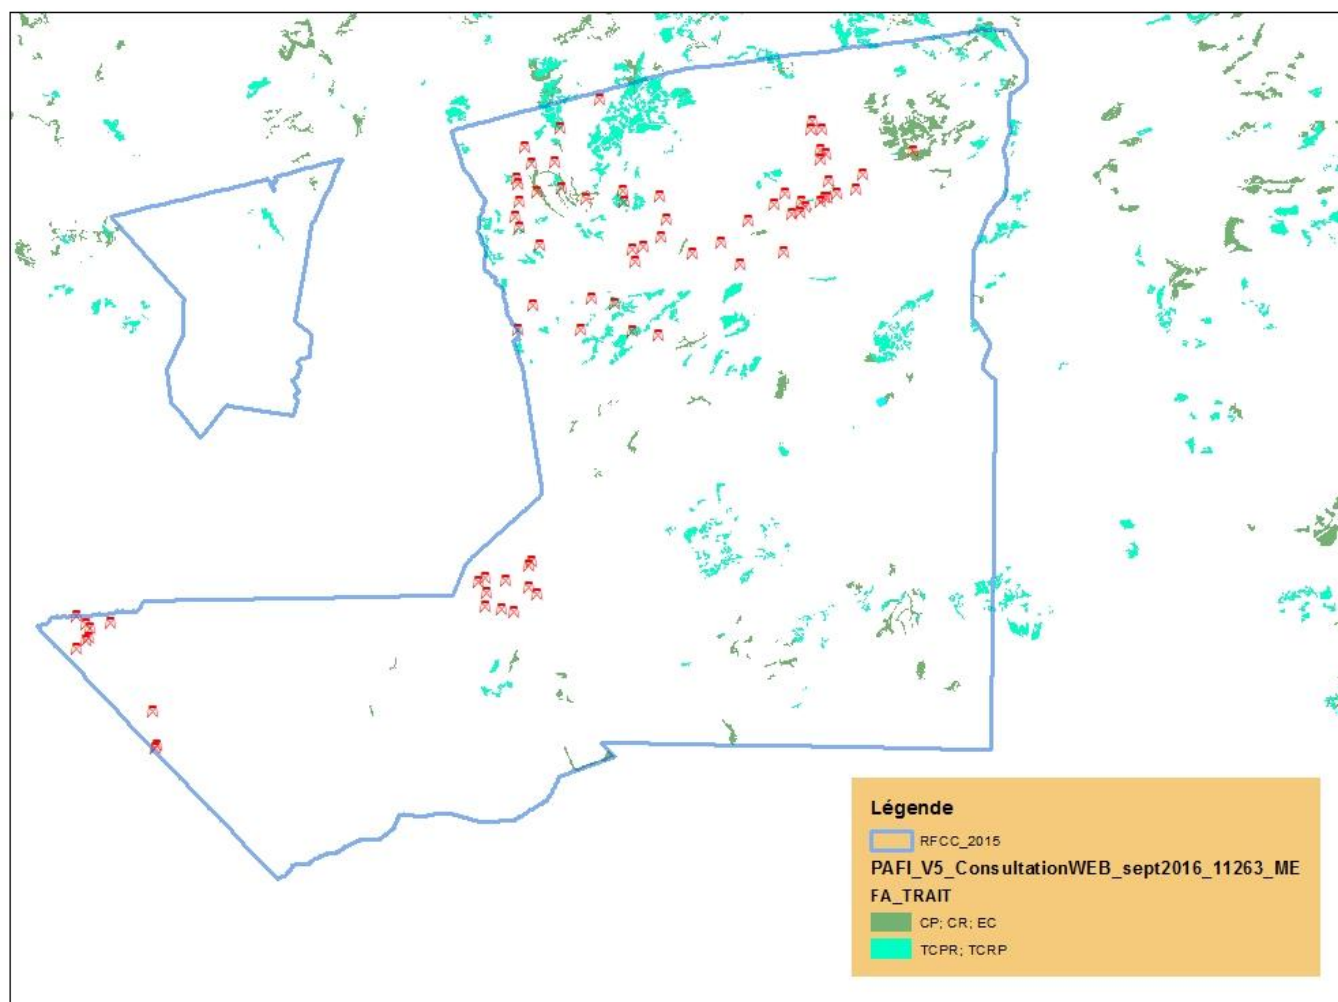 Légende
RFCC_2015
PAFI_V5_ConsultationWEB_sept2016_11263_ME
FA_TRAIT
CP; CR; EC
TCPR; TCRP